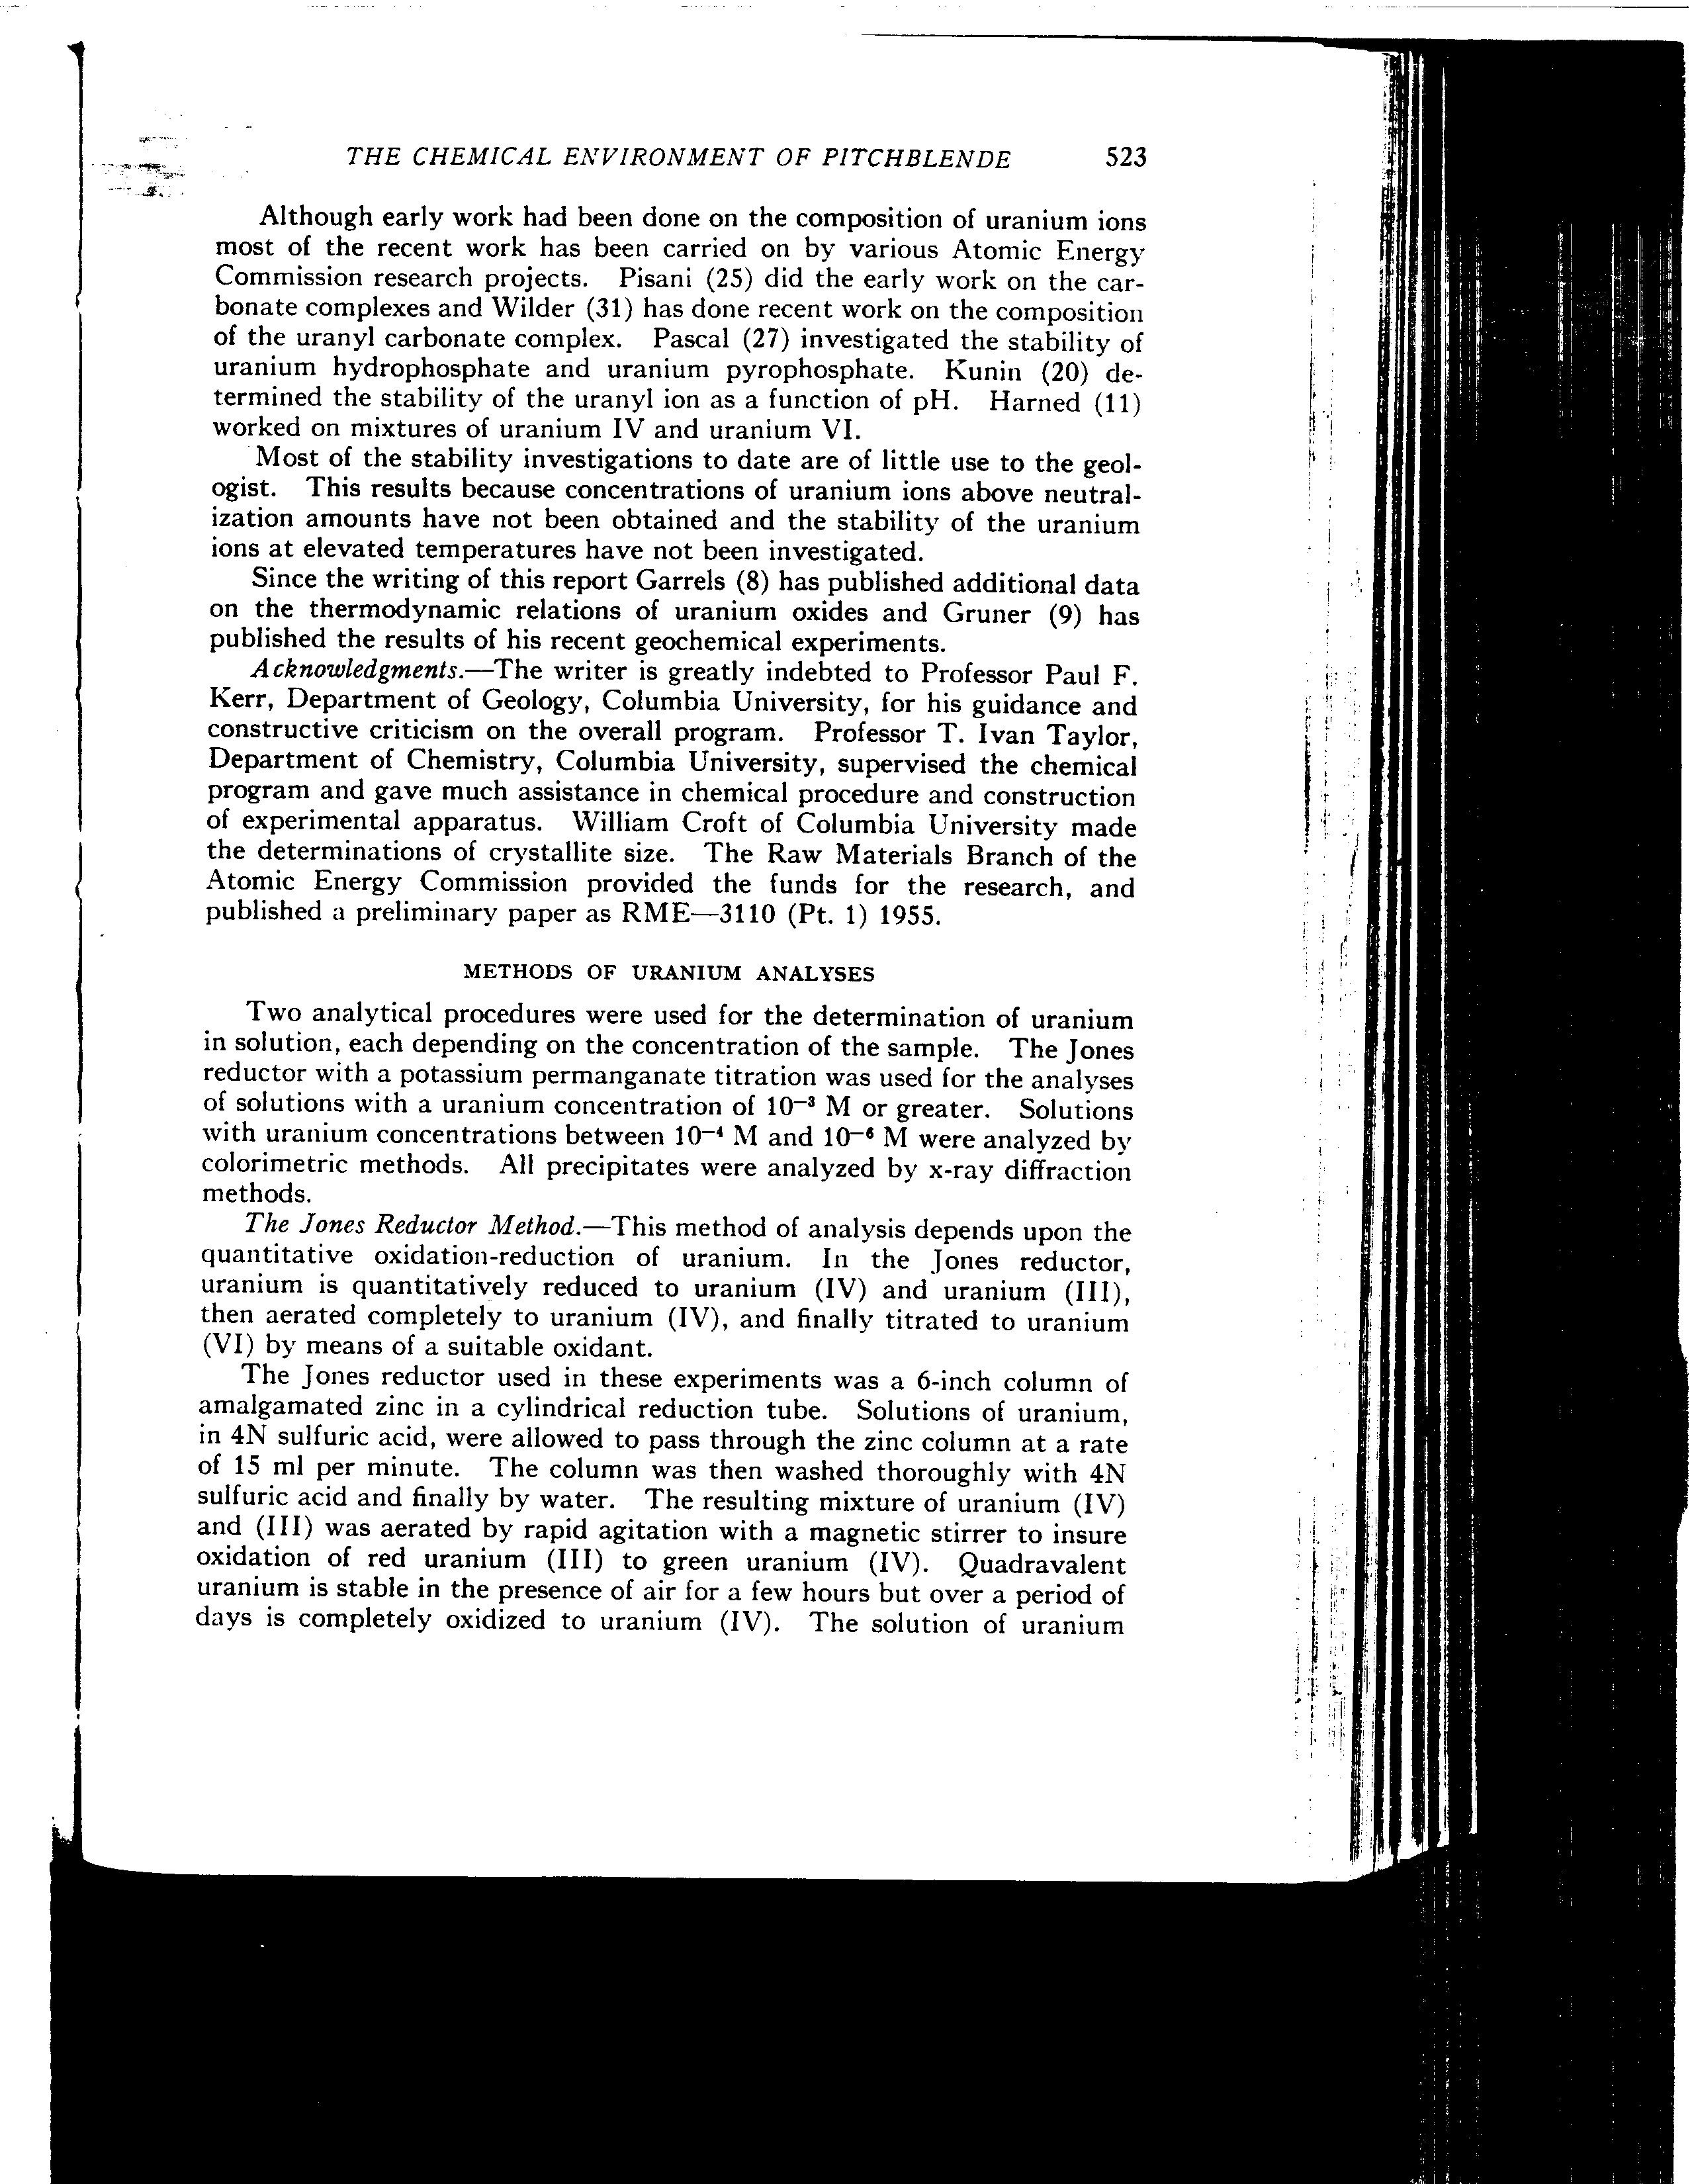 THE CHEMICAL ENVIRONMENT OF PITCHBLENDE 523
Although early work had been done on the composition of uranium ions
most of the recent work has been carried on by various Atomic Energy
Commission research projects. Pisani (25) did the early work on the car-
bonate complexes and Wilder (31) has done recent work on the composition
of the uranyl carbonate complex. Pascal (27) investigated the stability of
uranium hydrophosphate and uranium pyrophosphate. Kunin (20) de-
termined the stability of the uranyl ion as a function of pH. Harned (11)
worked on mixtures of uranium IV and uranium VI.
Most of the stability investigations to date are of little use to the geol-
ogist. This results because concentrations of uranium ions above neutral-
ization amounts have not been obtained and the stability of the uranium
ions at elevated temperatures have not been investigated.
Since the writing of this report Garrels (8) has published additional data
on the thermodynamic relations of uranium oxides and Gruner (9) has
published the results of his recent geochemical experiments.
Acknowledgments.—The writer is greatly indebted to Professor Paul F.
Kerr, Department of Geology, Columbia University, for his guidance and
constructive criticism on the overall program. Professor T. Ivan Taylor,
Department of Chemistry, Columbia University, supervised the chemical
program and gave much assistance in chemical procedure and construction
of experimental apparatus. William Croft of Columbia University made
the determinations of crystallite size. The Raw Materials Branch of the
Atomic Energy Commission provided the funds for the research, and
published a preliminary paper as RME—3110 (Pt. 1) 1955.
METHODS OF URANIUM ANALYSES
Two analytical procedures were used for the determination of uranium
in solution, each depending on the concentration of the sample. The Jones
reductor with a potassium permanganate titration was used for the analyses
of solutions with a uranium concentration of 10⁻³ M or greater. Solutions
with uranium concentrations between 10⁻⁴ M and 10⁻⁶ M were analyzed by
colorimetric methods. All precipitates were analyzed by x-ray diffraction
methods.
The Jones Reductor Method.—This method of analysis depends upon the
quantitative oxidation-reduction of uranium. In the Jones reductor,
uranium is quantitatively reduced to uranium (IV) and uranium (III),
then aerated completely to uranium (IV), and finally titrated to uranium
(VI) by means of a suitable oxidant.
The Jones reductor used in these experiments was a 6-inch column of
amalgamated zinc in a cylindrical reduction tube. Solutions of uranium,
in 4N sulfuric acid, were allowed to pass through the zinc column at a rate
of 15 ml per minute. The column was then washed thoroughly with 4N
sulfuric acid and finally by water. The resulting mixture of uranium (IV)
and (III) was aerated by rapid agitation with a magnetic stirrer to insure
oxidation of red uranium (III) to green uranium (IV). Quadravalent
uranium is stable in the presence of air for a few hours but over a period of
days is completely oxidized to uranium (IV). The solution of uranium